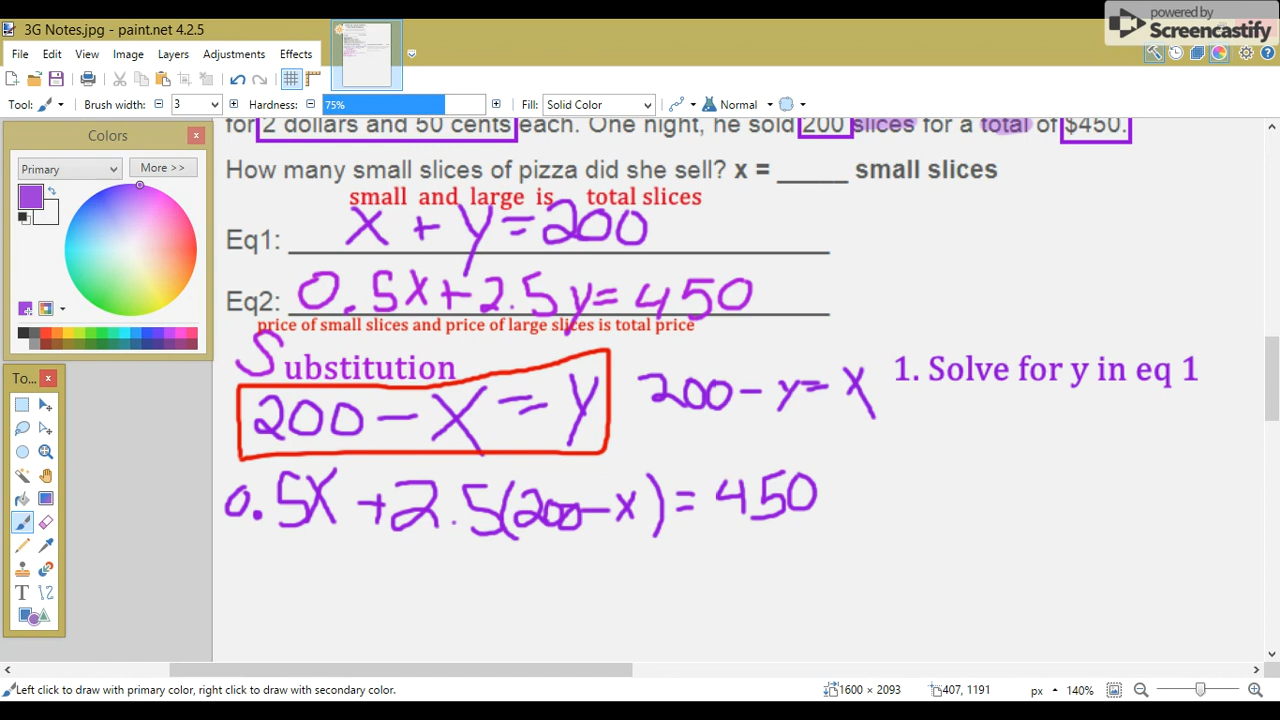 3G Notes.jpg - paint.net 4.2.5
powered by
Screencastify
File Edit View Image Layers Adjustments Effects
Tool: Brush width: 3 Hardness: 75% Fill: Solid Color Normal
Colors
Primary More >>
To...
for 2 dollars and 50 cents each. One night, he sold 200 slices for a total of $450.
How many small slices of pizza did she sell? x = _____ small slices
small and large is total slices
Eq1: x + y = 200
Eq2: 0.5x + 2.5y = 450
price of small slices and price of large slices is total price
Substitution
200 - x = y 200 - y = x 1. Solve for y in eq 1
0.5x + 2.5(200 - x) = 450
Left click to draw with primary color, right click to draw with secondary color. 1600 × 2093 407, 1191 px 140%